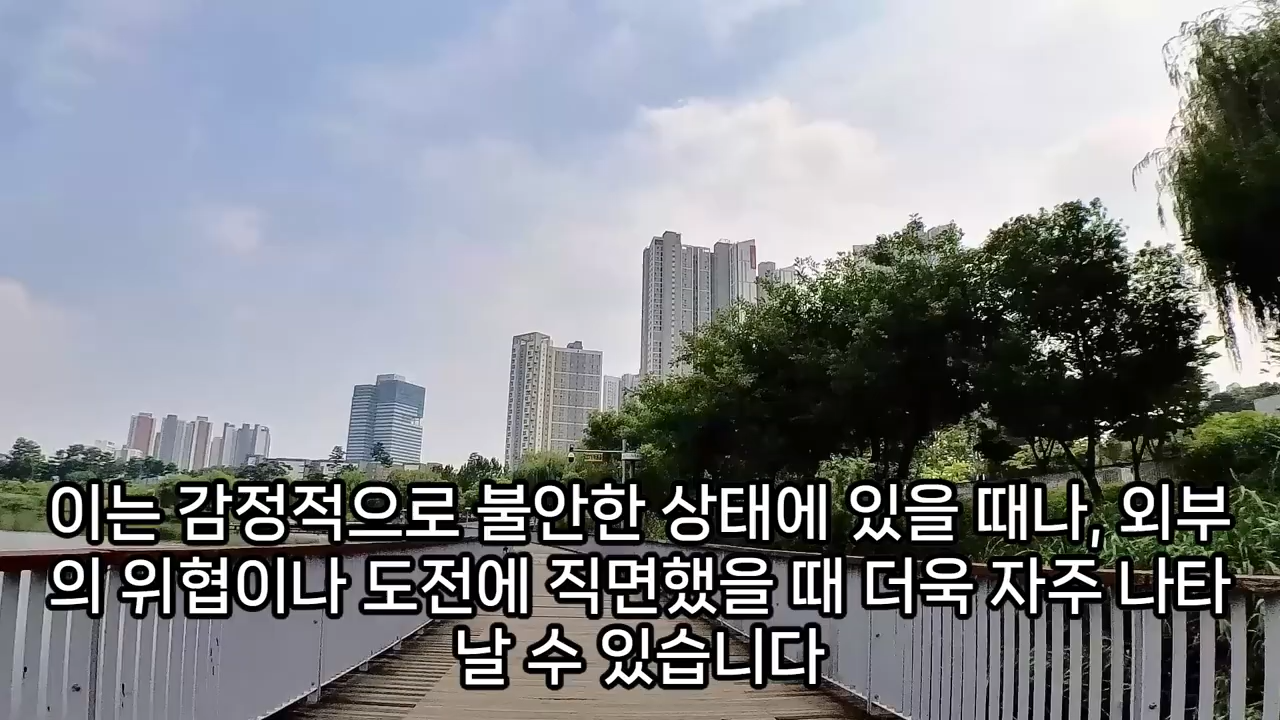 이는 감정적으로 불안한 상태에 있을 때나, 외부
의 위협이나 도전에 직면했을 때 더욱 자주 나타
날 수 있습니다